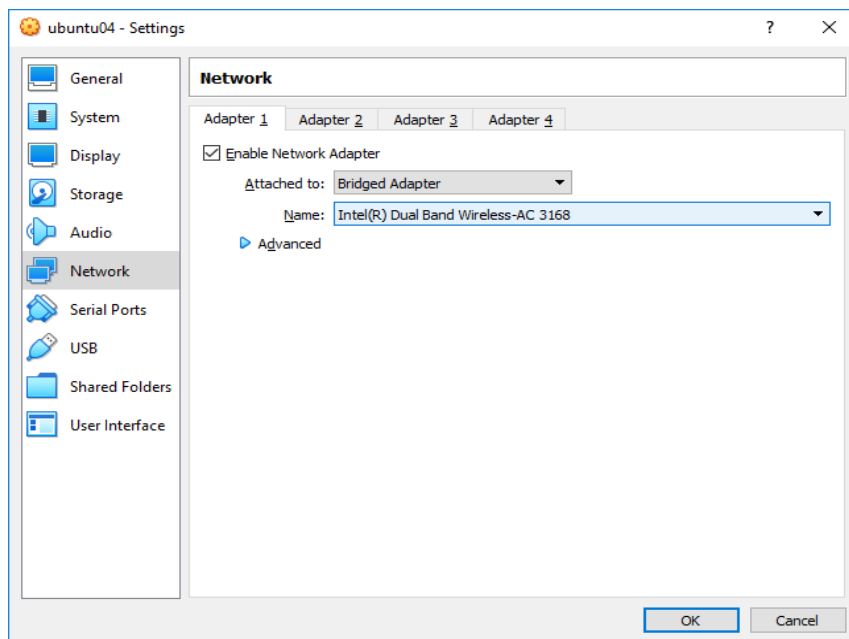 ubuntu04 - Settings
?
General
System
Display
Storage
Audio
Network
Serial Ports
USB
Shared Folders
User Interface
Network
Adapter 1
Adapter 2
Adapter 3
Adapter 4
Enable Network Adapter
Attached to: Bridged Adapter
Name: Intel(R) Dual Band Wireless-AC 3168
Advanced
OK
Cancel